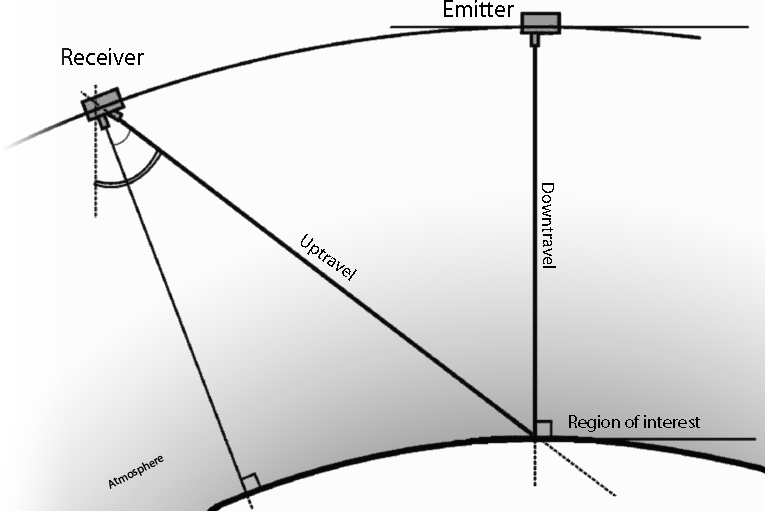 Emitter
Receiver
Downtravel
Uptravel
Region of interest
Atmosphere